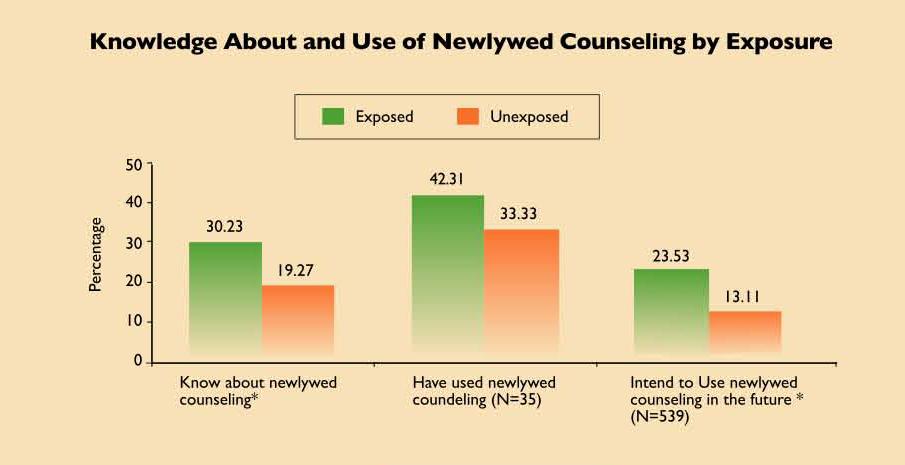 Knowledge About and Use of Newlywed Counseling by Exposure
Exposed Unexposed
Percentage
50
40
30
20
10
0
30.23
19.27
42.31
33.33
23.53
13.11
Know about newlywed
counseling*
Have used newlywed
coundeling (N=35)
Intend to Use newlywed
counseling in the future *
(N=539)